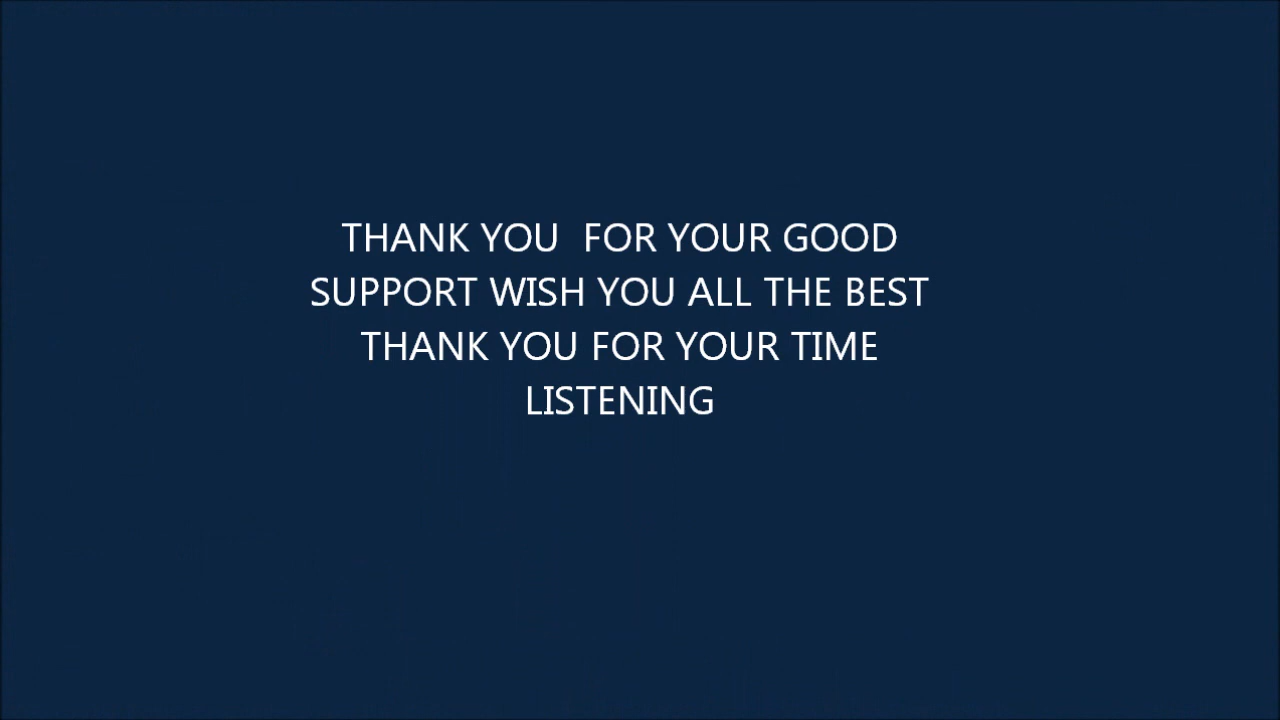 THANK YOU  FOR YOUR GOOD
SUPPORT WISH YOU ALL THE BEST
THANK YOU FOR YOUR TIME
LISTENING